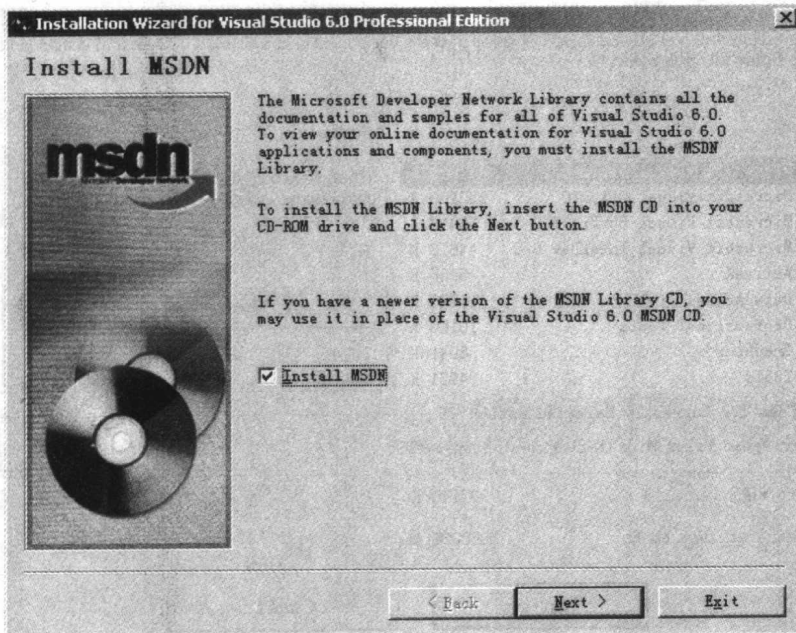 Installation Wizard for Visual Studio 6.0 Professional Edition
Install MSDN
msdn
The Microsoft Developer Network Library contains all the
documentation and samples for all of Visual Studio 6.0.
To view your online documentation for Visual Studio 6.0
applications and components, you must install the MSDN
Library.
To install the MSDN Library, insert the MSDN CD into your
CD-ROM drive and click the Next button.
If you have a newer version of the MSDN Library CD, you
may use it in place of the Visual Studio 6.0 MSDN CD.
Install MSDN
< Back
Next >
Exit